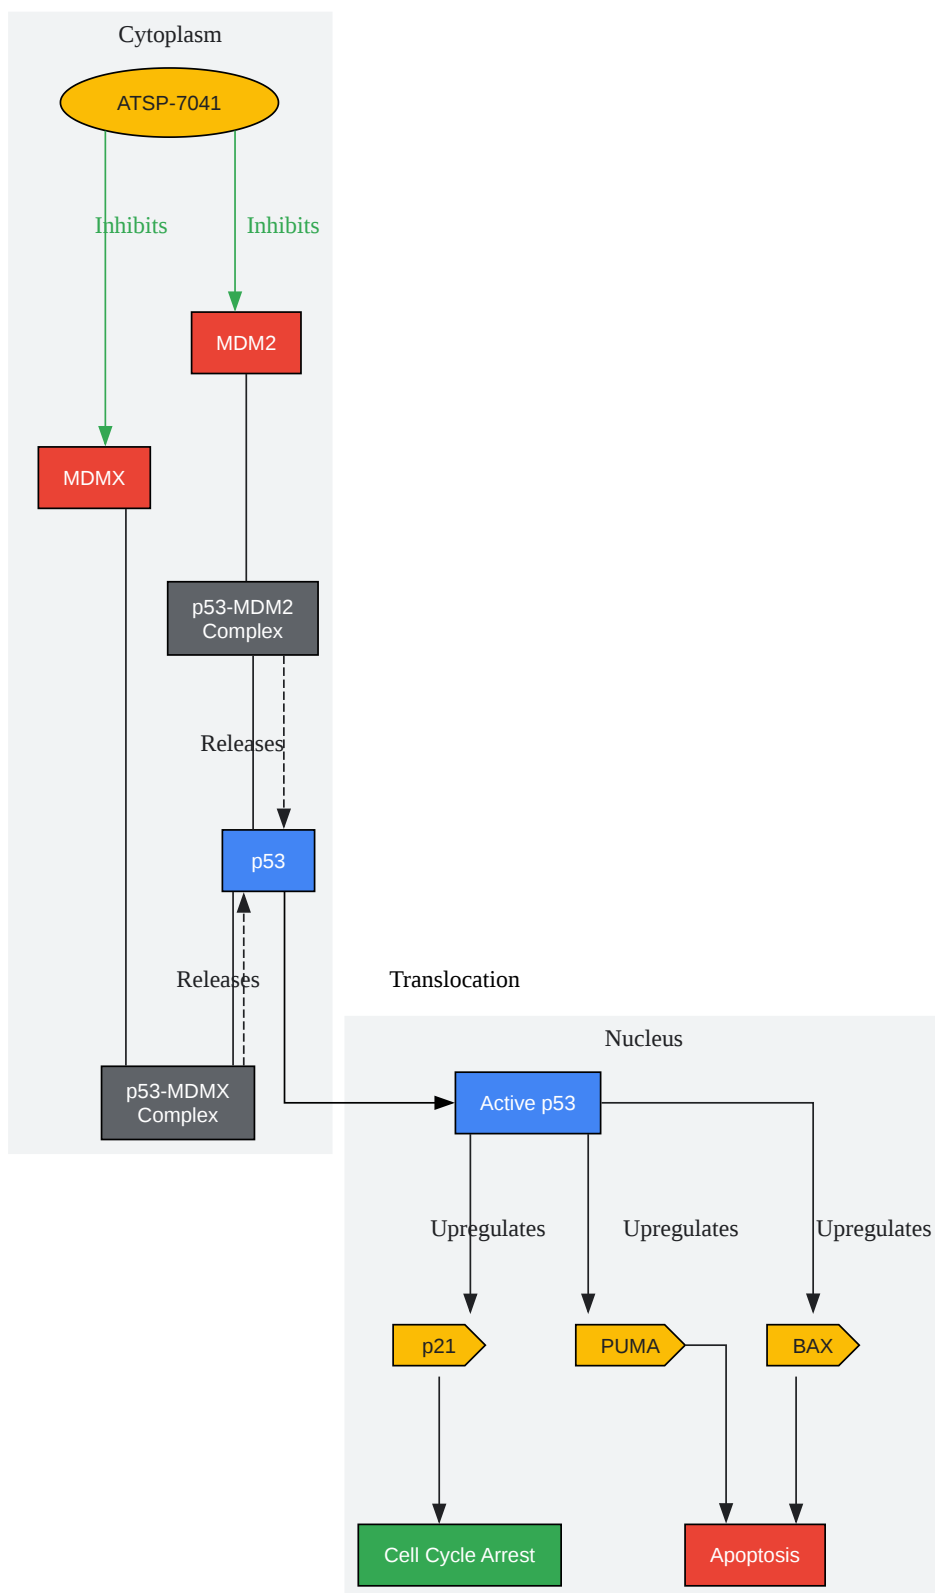 Cytoplasm
ATSP-7041
Inhibits
Inhibits
MDM2
MDMX
p53-MDM2
Complex
Releases
p53
Releases
Translocation
Nucleus
p53-MDMX
Complex
Active p53
Upregulates
Upregulates
Upregulates
p21
PUMA
BAX
Cell Cycle Arrest
Apoptosis